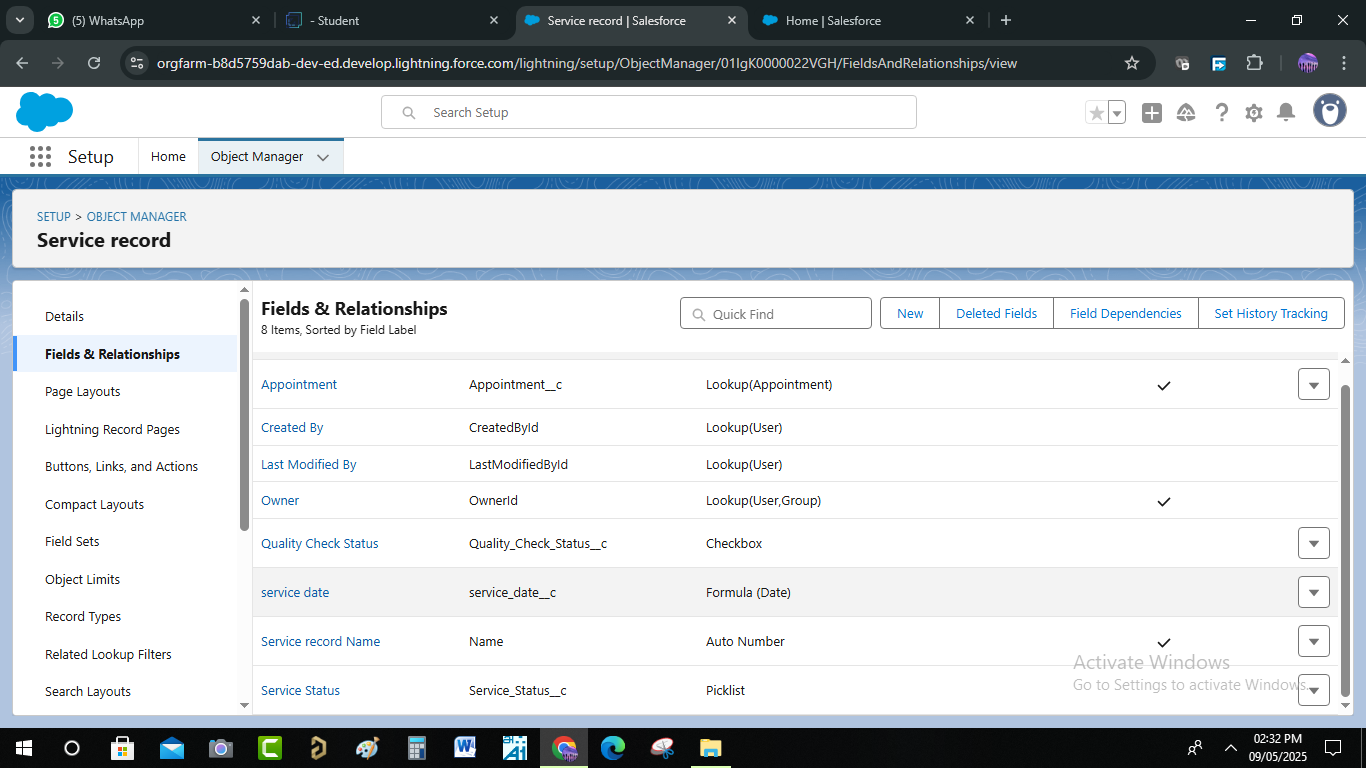 (5) WhatsApp
- Student
Service record | Salesforce
Home | Salesforce
orgfarm-b8d5759dab-dev-ed.develop.lightning.force.com/lightning/setup/ObjectManager/01IgK0000022VGH/FieldsAndRelationships/view
Search Setup
Setup
Home
Object Manager
SETUP > OBJECT MANAGER
Service record
Details
Fields & Relationships
Page Layouts
Lightning Record Pages
Buttons, Links, and Actions
Compact Layouts
Field Sets
Object Limits
Record Types
Related Lookup Filters
Search Layouts
Fields & Relationships
8 Items, Sorted by Field Label
Quick Find
New
Deleted Fields
Field Dependencies
Set History Tracking
Appointment Appointment__c Lookup(Appointment)
Created By CreatedById Lookup(User)
Last Modified By LastModifiedById Lookup(User)
Owner OwnerId Lookup(User,Group)
Quality Check Status Quality_Check_Status__c Checkbox
service date service_date__c Formula (Date)
Service record Name Name Auto Number
Service Status Service_Status__c Picklist
Activate Windows
Go to Settings to activate Windows.
02:32 PM
09/05/2025